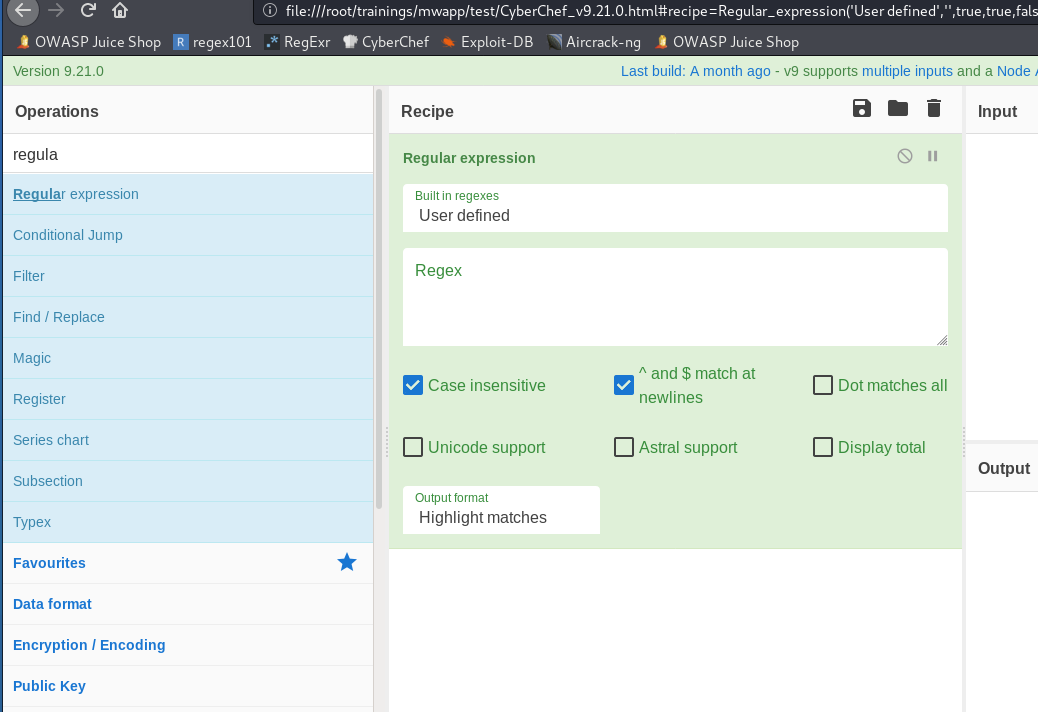 file:///root/trainings/mwapp/test/CyberChef_v9.21.0.html#recipe=Regular_expression('User defined','',true,true,fals
OWASP Juice Shop regex101 RegExr CyberChef Exploit-DB Aircrack-ng OWASP Juice Shop
Version 9.21.0 Last build: A month ago - v9 supports multiple inputs and a Node
Operations
regula
Regular expression
Conditional Jump
Filter
Find / Replace
Magic
Register
Series chart
Subsection
Typex
Favourites
Data format
Encryption / Encoding
Public Key
Recipe
Regular expression
Built in regexes
User defined
Regex
Case insensitive
^ and $ match at
newlines
Dot matches all
Unicode support
Astral support
Display total
Output format
Highlight matches
Input
Output